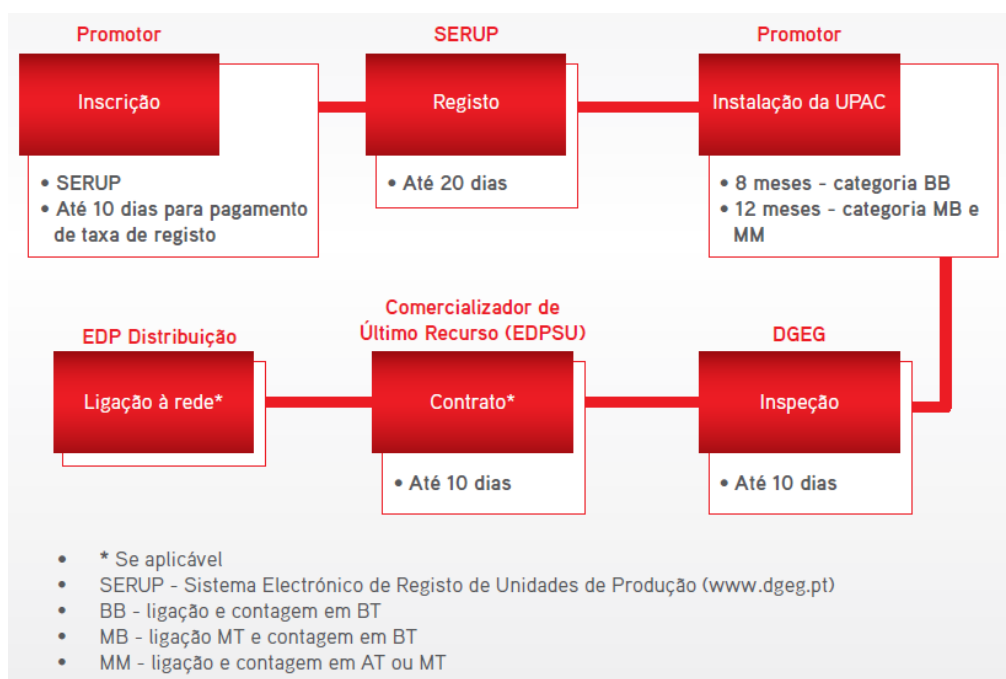 Promotor
Inscrição
• SERUP
• Até 10 dias para pagamento
de taxa de registo
SERUP
Registo
• Até 20 dias
Promotor
Instalação da UPAC
• 8 meses - categoria BB
• 12 meses - categoria MB e
MM
DGEG
Inspeção
• Até 10 dias
Comercializador de
Último Recurso (EDPSU)
Contrato*
• Até 10 dias
EDP Distribuição
Ligação à rede*
• * Se aplicável
• SERUP - Sistema Electrónico de Registo de Unidades de Produção (www.dgeg.pt)
• BB - ligação e contagem em BT
• MB - ligação MT e contagem em BT
• MM - ligação e contagem em AT ou MT